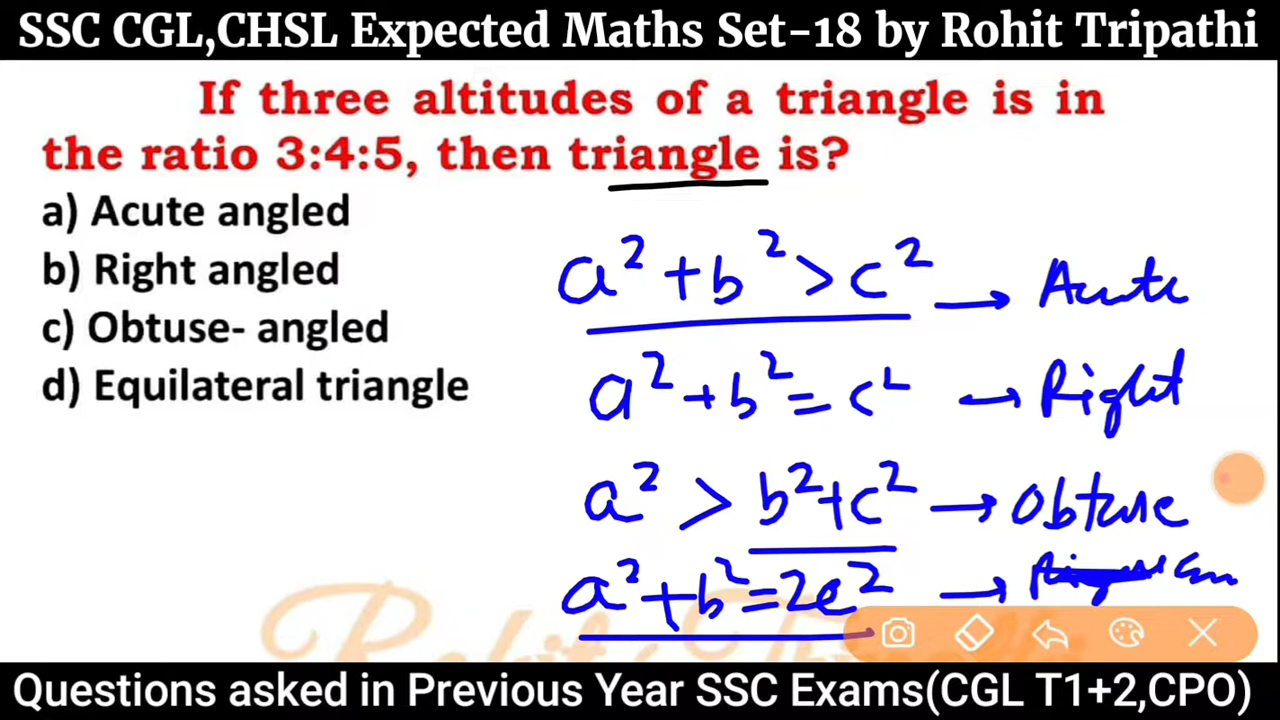 SSC CGL,CHSL Expected Maths Set-18 by Rohit Tripathi
If three altitudes of a triangle is in
the ratio 3:4:5, then triangle is?
a) Acute angled
b) Right angled
c) Obtuse- angled
d) Equilateral triangle
a² + b² > c² → Acute
a² + b² = c² → Right
a² > b² + c² → Obtuse
a² + b² = 2c² →
Rohit Tripathi
Questions asked in Previous Year SSC Exams(CGL T1+2,CPO)